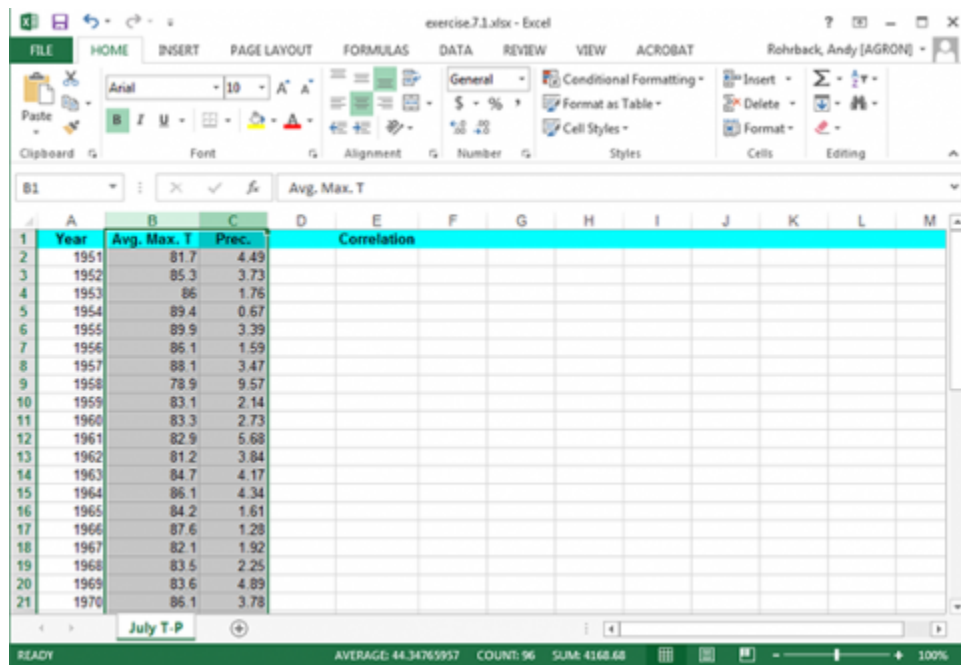 exercise.7.1.xlsx - Excel
?
FILE HOME INSERT PAGE LAYOUT FORMULAS DATA REVIEW VIEW ACROBAT Rohrback, Andy [AGRON]
Paste
Arial 10
B I U
General
$ % ,
Conditional Formatting
Format as Table
Cell Styles
Insert
Delete
Format
Clipboard Font Alignment Number Styles Cells Editing
B1 fx Avg. Max. T
A B C D E F G H I J K L M
1 Year Avg. Max. T Prec. Correlation
2 1951 81.7 4.49
3 1952 85.3 3.73
4 1953 86 1.76
5 1954 89.4 0.67
6 1955 89.9 3.39
7 1956 86.1 1.59
8 1957 88.1 3.47
9 1958 78.9 9.57
10 1959 83.1 2.14
11 1960 83.3 2.73
12 1961 82.9 5.68
13 1962 81.2 3.84
14 1963 84.7 4.17
15 1964 86.1 4.34
16 1965 84.2 1.61
17 1966 87.6 1.28
18 1967 82.1 1.92
19 1968 83.5 2.25
20 1969 83.6 4.89
21 1970 86.1 3.78
July T-P
READY AVERAGE: 44.34765957 COUNT: 96 SUM: 4168.68 100%